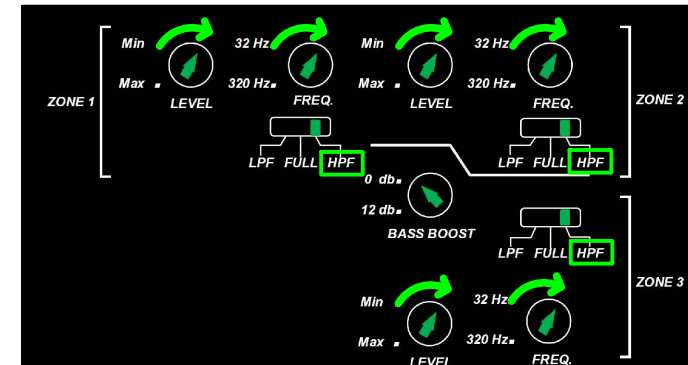 ZONE 1
Min
Max
LEVEL
32 Hz
320 Hz
FREQ.
LPF FULL HPF
Min
Max
LEVEL
32 Hz
320 Hz
FREQ.
LPF FULL HPF
ZONE 2
0 db
12 db
BASS BOOST
LPF FULL HPF
ZONE 3
Min
Max
LEVEL
32 Hz
320 Hz
FREQ.